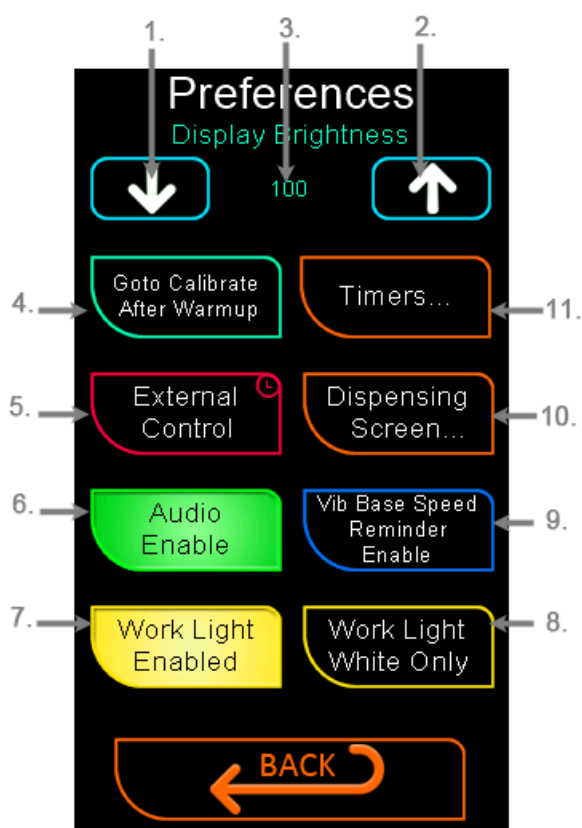 1.
3.
2.
Preferences
Display Brightness
100
4.
Goto Calibrate
After Warmup
Timers...
11.
5.
External
Control
Dispensing
Screen...
10.
6.
Audio
Enable
Vib Base Speed
Reminder
Enable
9.
7.
Work Light
Enabled
Work Light
White Only
8.
BACK